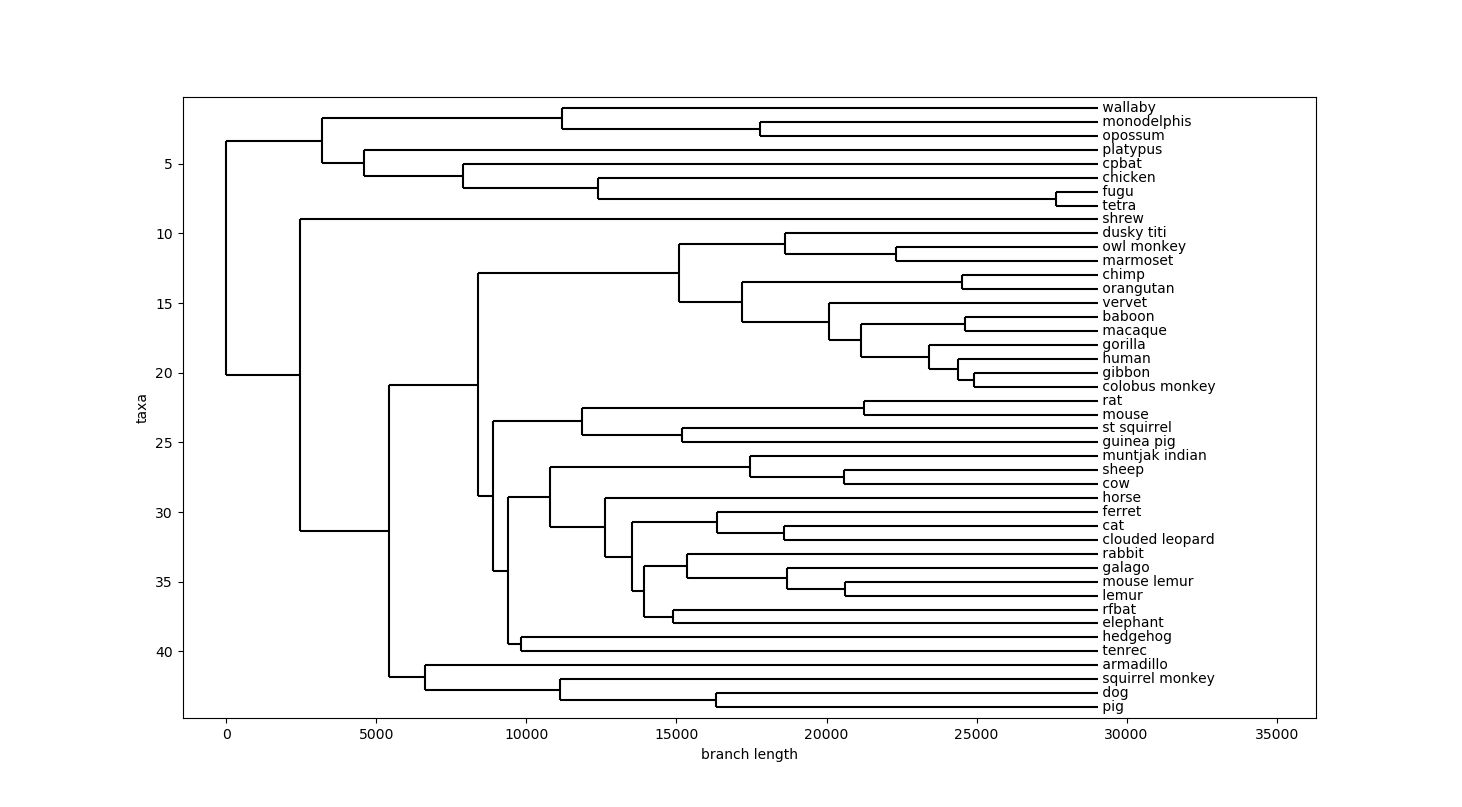 wallaby
monodelphis
opossum
platypus
cpbat
chicken
fugu
tetra
shrew
dusky titi
owl monkey
marmoset
chimp
orangutan
vervet
baboon
macaque
gorilla
human
gibbon
colobus monkey
rat
mouse
st squirrel
guinea pig
muntjak indian
sheep
cow
horse
ferret
cat
clouded leopard
rabbit
galago
mouse lemur
lemur
rfbat
elephant
hedgehog
tenrec
armadillo
squirrel monkey
dog
pig
5
10
15
20
25
30
35
40
taxa
0 5000 10000 15000 20000 25000 30000 35000
branch length